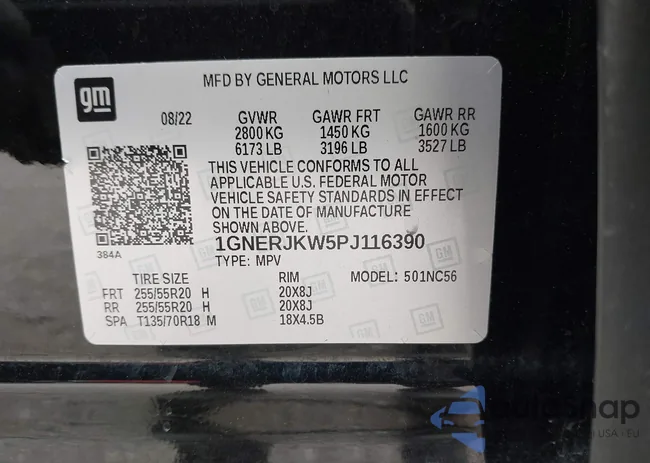 gm
MFD BY GENERAL MOTORS LLC
08/22 GVWR GAWR FRT GAWR RR
2800 KG 1450 KG 1600 KG
6173 LB 3196 LB 3527 LB
THIS VEHICLE CONFORMS TO ALL
APPLICABLE U.S. FEDERAL MOTOR
VEHICLE SAFETY STANDARDS IN EFFECT
ON THE DATE OF MANUFACTURE
SHOWN ABOVE.
384A
1GNERJKW5PJ116390
TYPE: MPV
TIRE SIZE RIM MODEL: 501NC56
FRT 255/55R20 H 20X8J
RR 255/55R20 H 20X8J
SPA T135/70R18 M 18X4.5B
USA - EU